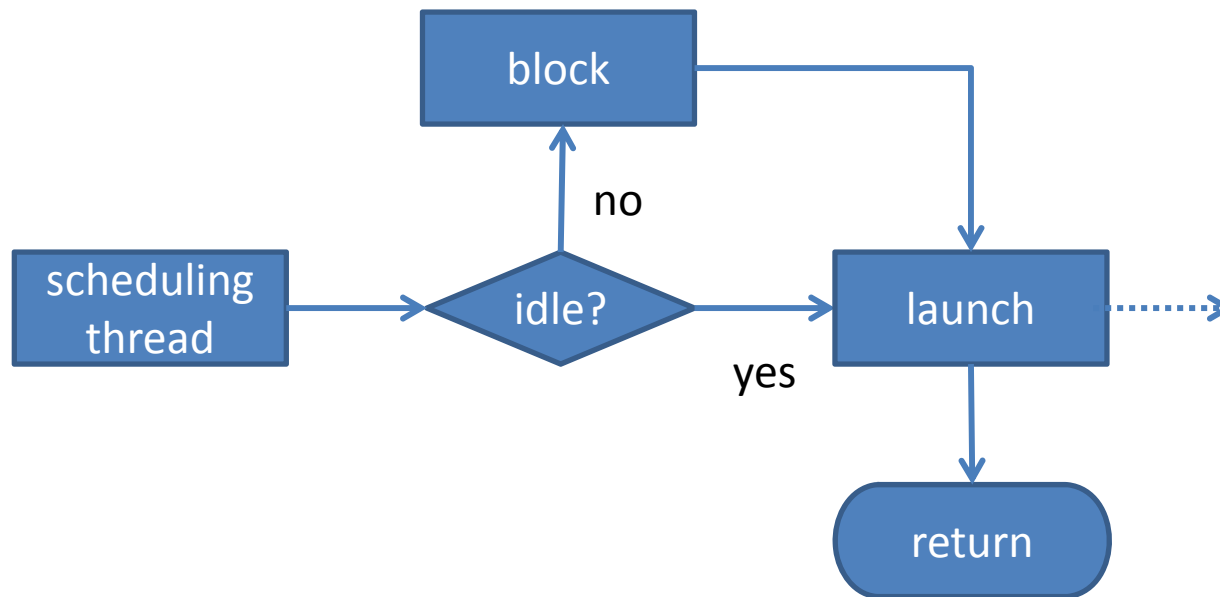 block
no
scheduling
thread
idle?
launch
yes
return